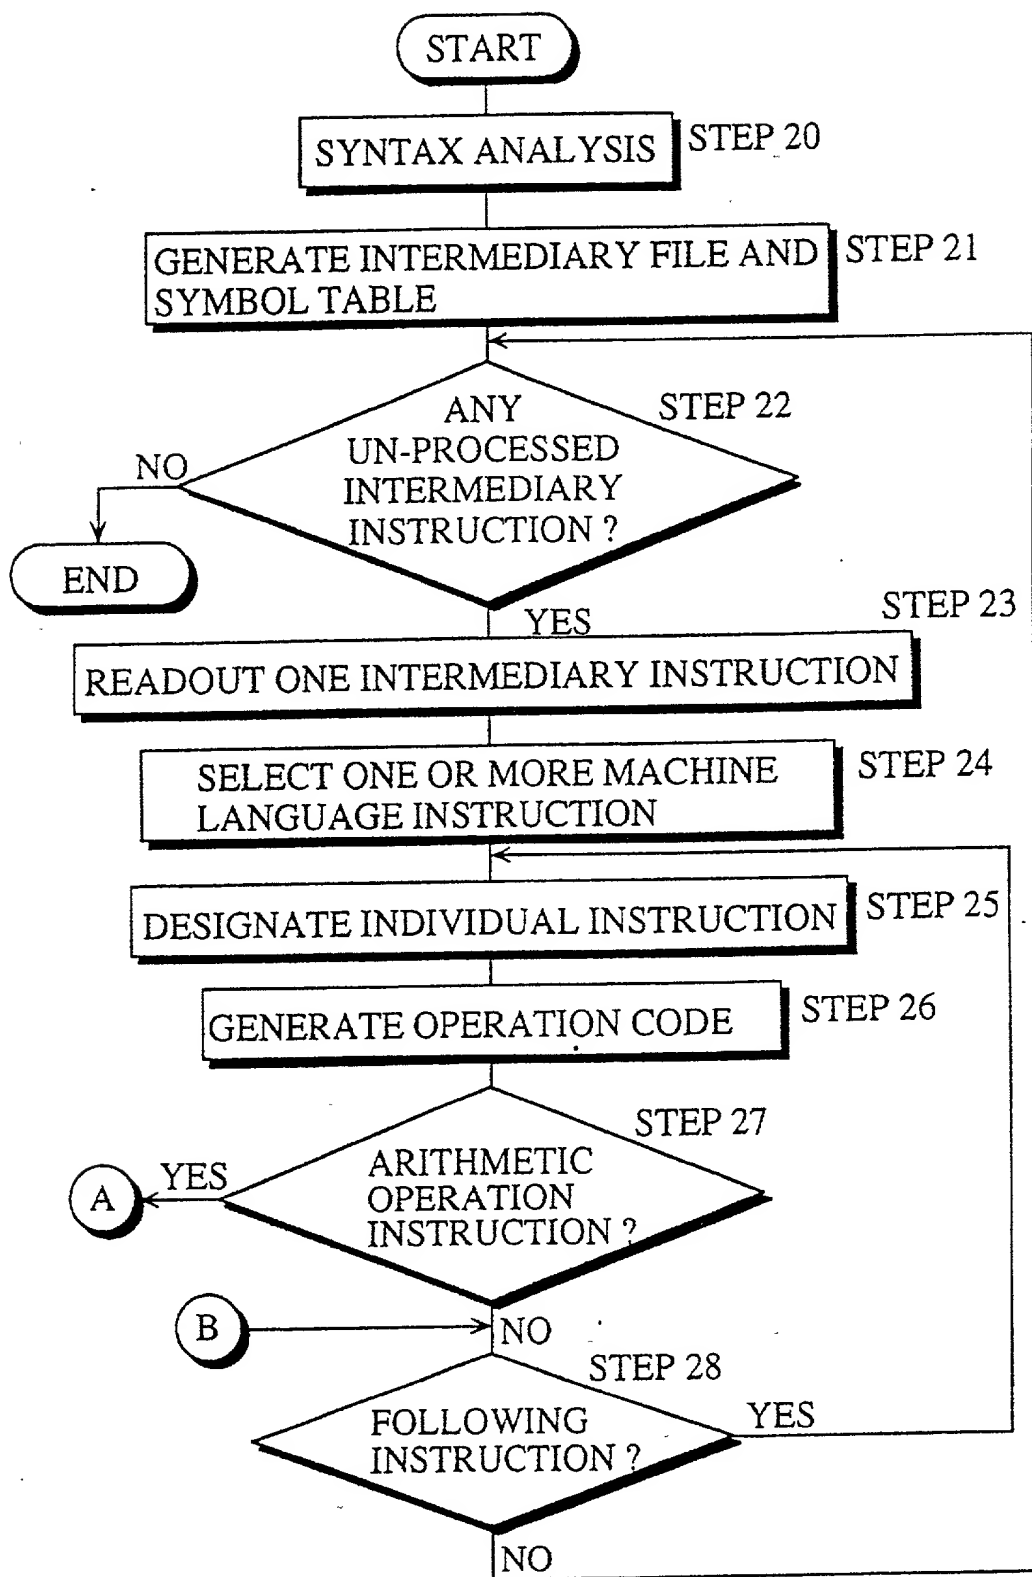 START
SYNTAX ANALYSIS
STEP 20
GENERATE INTERMEDIARY FILE AND
SYMBOL TABLE
STEP 21
ANY
UN-PROCESSED
INTERMEDIARY
INSTRUCTION ?
STEP 22
NO
END
YES
STEP 23
READOUT ONE INTERMEDIARY INSTRUCTION
SELECT ONE OR MORE MACHINE
LANGUAGE INSTRUCTION
STEP 24
DESIGNATE INDIVIDUAL INSTRUCTION
STEP 25
GENERATE OPERATION CODE
STEP 26
STEP 27
ARITHMETIC
OPERATION
INSTRUCTION ?
YES
A
B
NO
STEP 28
FOLLOWING
INSTRUCTION ?
YES
NO